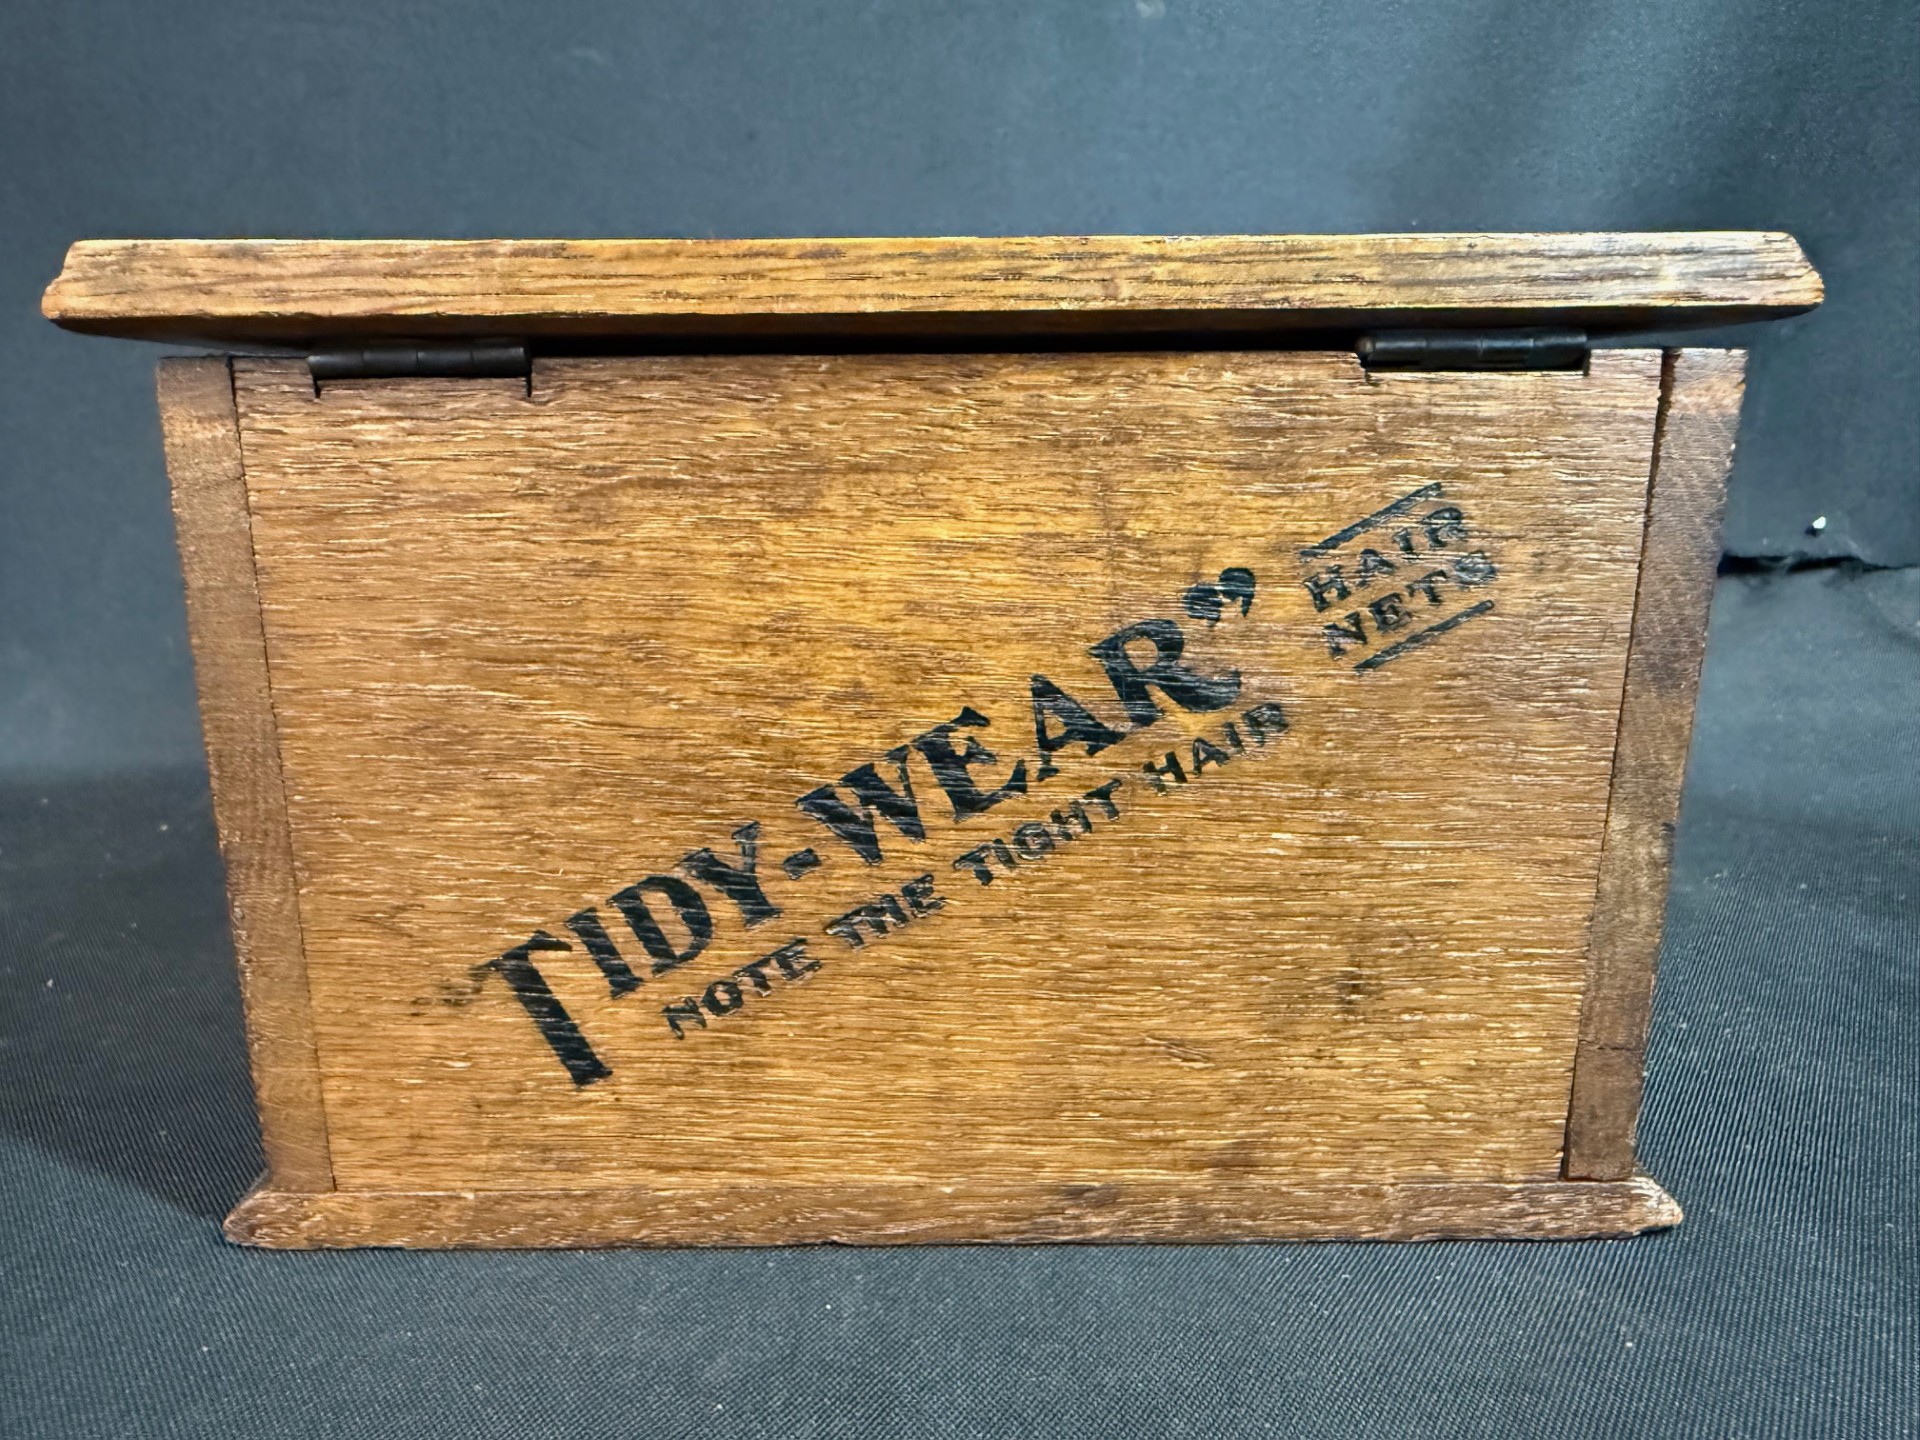 TIDY-WEAR”
NOTE THE TIGHT HAIR
HAIR
NETS